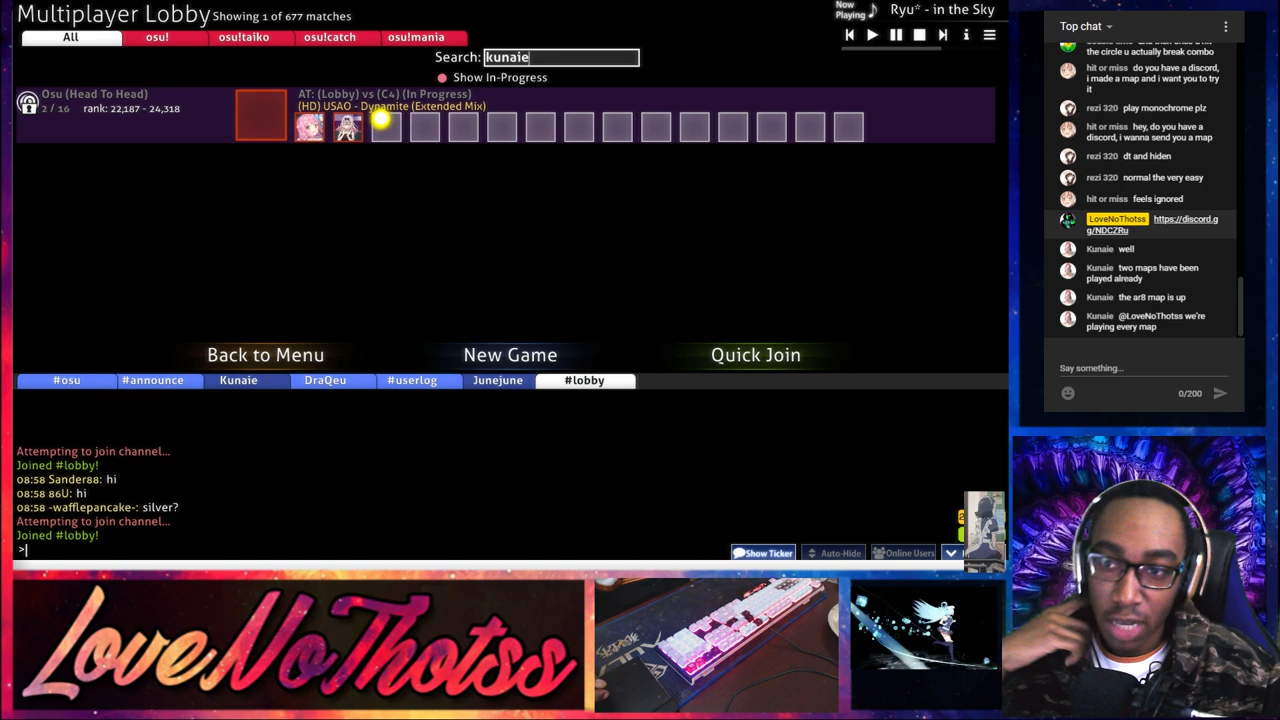 Multiplayer Lobby Showing 1 of 677 matches
Now Playing Ryu* - in the Sky
All osu! osu!taiko osu!catch osu!mania
Search: kunaie
Show In-Progress
Osu (Head To Head)
2 / 16 rank: 22,187 - 24,318
AT: (Lobby) vs (C4) (In Progress)
(HD) USAO - Dynamite (Extended Mix)
Back to Menu New Game Quick Join
#osu #announce Kunaie DraQeu #userlog Junejune #lobby
Attempting to join channel...
Joined #lobby!
08:58 Sander88: hi
08:58 86U: hi
08:58 -wafflepancake-: silver?
Attempting to join channel...
Joined #lobby!
>
Show Ticker Auto-Hide Online Users
Top chat
the circle u actually break combo
hit or miss do you have a discord,
i made a map and i want you to try
it
rezi 320 play monochrome plz
hit or miss hey, do you have a
discord, i wanna send you a map
rezi 320 dt and hiden
rezi 320 normal the very easy
hit or miss feels ignored
LoveNoThotss https://discord.g
g/NDCZRu
Kunaie well
Kunaie two maps have been
played already
Kunaie the ar8 map is up
Kunaie @LoveNoThotss we're
playing every map
Say something...
0/200
LoveNoThotss